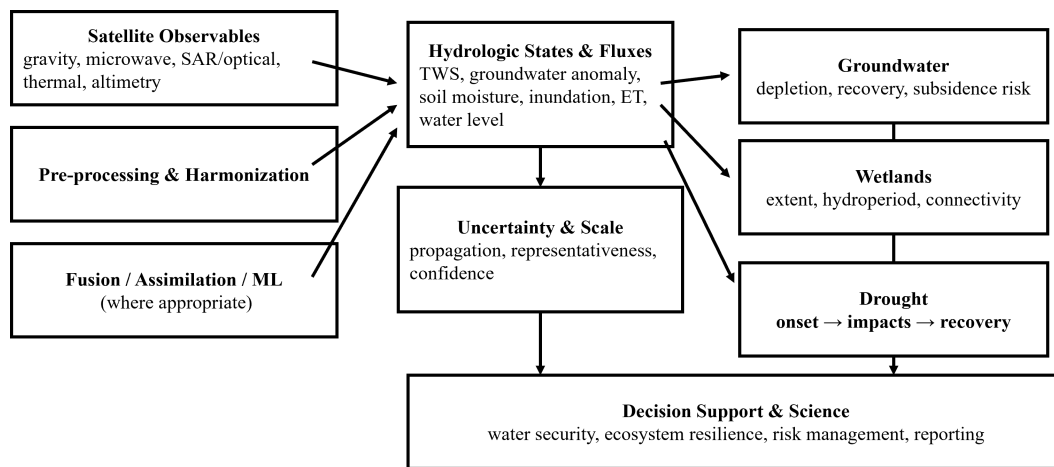 Satellite Observables
gravity, microwave, SAR/optical,
thermal, altimetry
Pre-processing & Harmonization
Fusion / Assimilation / ML
(where appropriate)
Hydrologic States & Fluxes
TWS, groundwater anomaly,
soil moisture, inundation, ET,
water level
Uncertainty & Scale
propagation, representativeness,
confidence
Groundwater
depletion, recovery, subsidence risk
Wetlands
extent, hydroperiod, connectivity
Drought
onset → impacts → recovery
Decision Support & Science
water security, ecosystem resilience, risk management, reporting